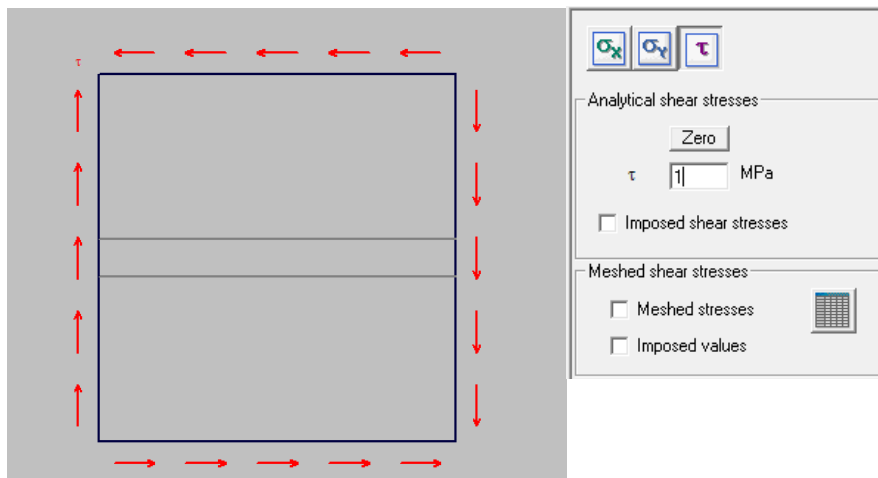 τ
σx σY τ
Analytical shear stresses
Zero
τ 1 MPa
Imposed shear stresses
Meshed shear stresses
Meshed stresses
Imposed values